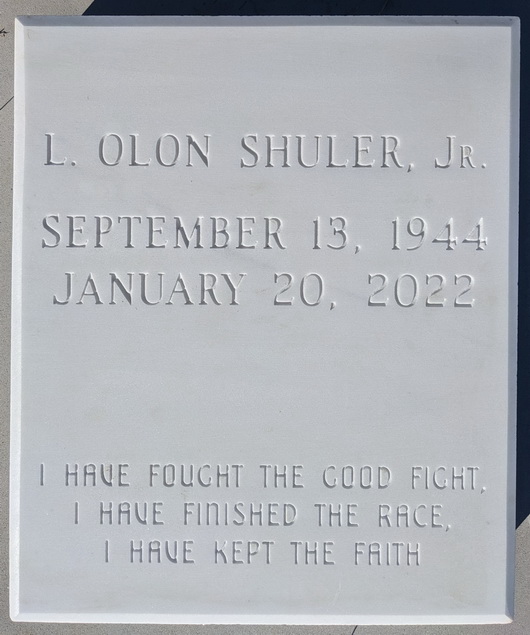 L. OLON SHULER, JR.
SEPTEMBER 13, 1944
JANUARY 20, 2022
I HAVE FOUGHT THE GOOD FIGHT,
I HAVE FINISHED THE RACE,
I HAVE KEPT THE FAITH